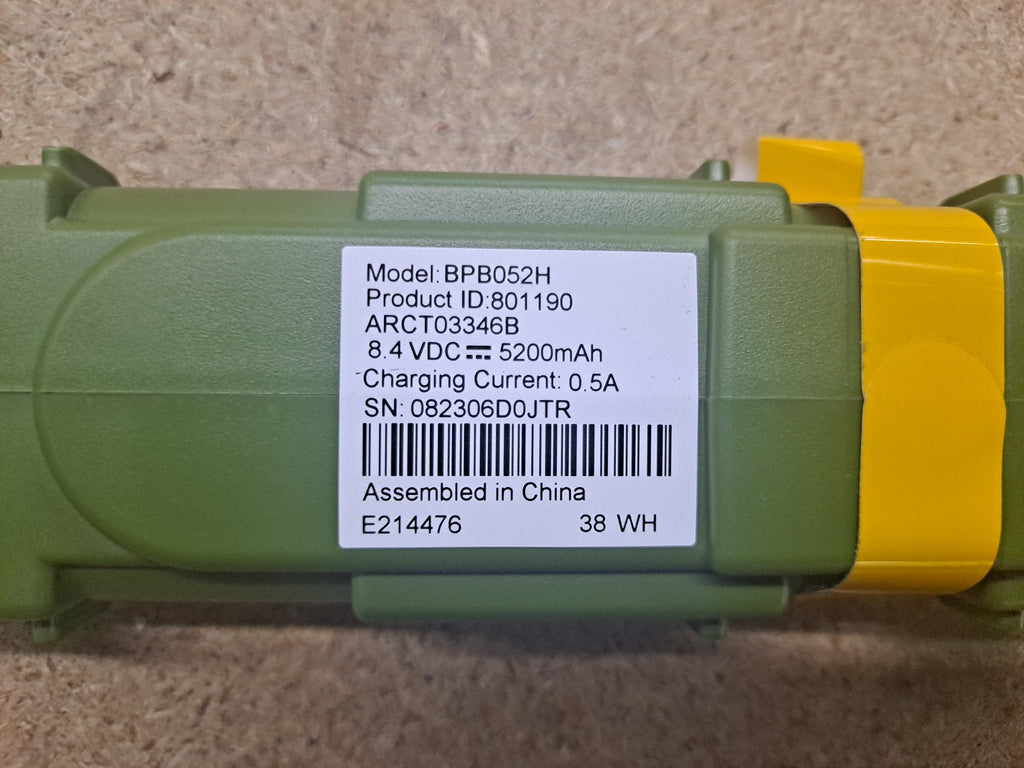 Model:BPB052H
Product ID:801190
ARCT03346B
8.4 VDC ⎓ 5200mAh
Charging Current: 0.5A
SN: 082306D0JTR
Assembled in China
E214476 38 WH